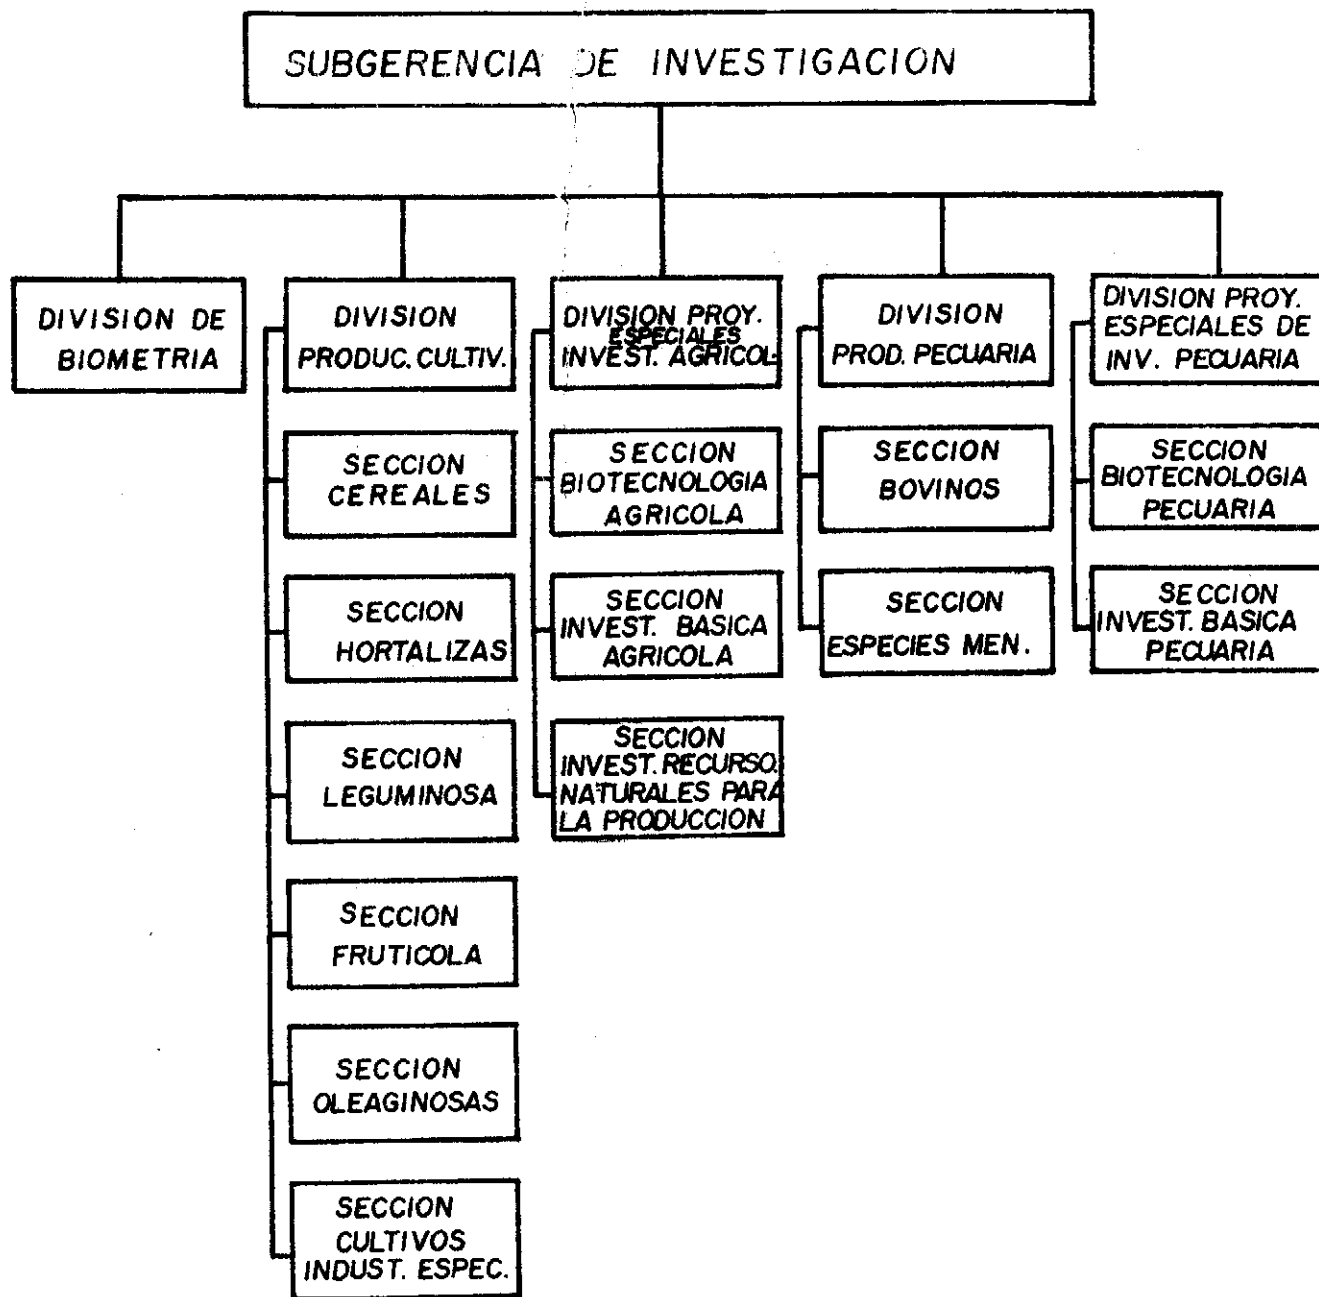 SUBGERENCIA DE INVESTIGACION
DIVISION DE
BIOMETRIA
DIVISION
PRODUC. CULTIV.
SECCION
CEREALES
SECCION
HORTALIZAS
SECCION
LEGUMINOSA
SECCION
FRUTICOLA
SECCION
OLEAGINOSAS
SECCION
CULTIVOS
INDUST. ESPEC.
DIVISION PROY.
ESPECIALES
INVEST. AGRICOL.
SECCION
BIOTECNOLOGIA
AGRICOLA
SECCION
INVEST. BASICA
AGRICOLA
SECCION
INVEST. RECURSO.
NATURALES PARA
LA PRODUCCION
DIVISION
PROD. PECUARIA
SECCION
BOVINOS
SECCION
ESPECIES MEN.
DIVISION PROY.
ESPECIALES DE
INV. PECUARIA
SECCION
BIOTECNOLOGIA
PECUARIA
SECCION
INVEST. BASICA
PECUARIA